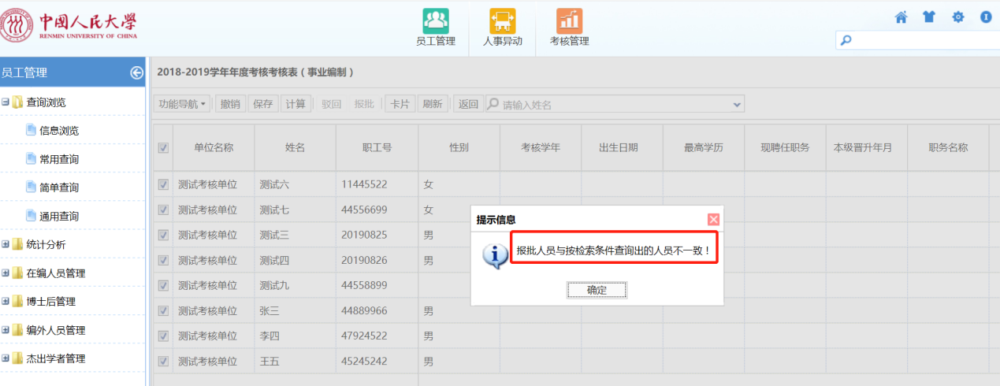 中国人民大学
RENMIN UNIVERSITY OF CHINA
员工管理
人事异动
考核管理
员工管理
查询浏览
信息浏览
常用查询
简单查询
通用查询
统计分析
在编人员管理
博士后管理
编外人员管理
杰出学者管理
2018-2019学年年度考核考核表（事业编制）
功能导航 撤销 保存 计算 驳回 报批 卡片 刷新 返回 请输入姓名
单位名称 姓名 职工号 性别 考核学年 出生日期 最高学历 现聘任职务 本级晋升年月 职务名称
测试考核单位 测试六 11445522 女
测试考核单位 测试七 44556699 女
测试考核单位 测试三 20190825 男
测试考核单位 测试四 20190826 男
测试考核单位 测试九 44558899
测试考核单位 张三 44889966 男
测试考核单位 李四 47924522 男
测试考核单位 王五 45245242 男
提示信息
报批人员与按检索条件查询出的人员不一致！
确定